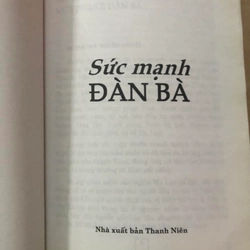 Sức mạnh
ĐÀN BÀ
Nhà xuất bản Thanh Niên